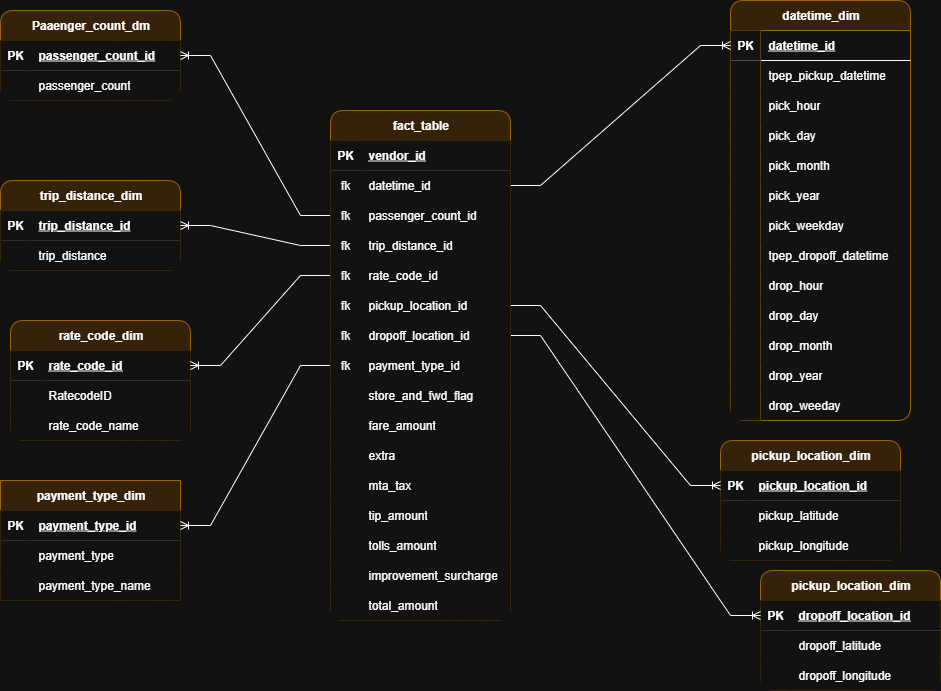 Paaenger_count_dm
PK passenger_count_id
passenger_count
trip_distance_dim
PK trip_distance_id
trip_distance
rate_code_dim
PK rate_code_id
RatecodeID
rate_code_name
payment_type_dim
PK payment_type_id
payment_type
payment_type_name
fact_table
PK vendor_id
fk datetime_id
fk passenger_count_id
fk trip_distance_id
fk rate_code_id
fk pickup_location_id
fk dropoff_location_id
fk payment_type_id
store_and_fwd_flag
fare_amount
extra
mta_tax
tip_amount
tolls_amount
improvement_surcharge
total_amount
datetime_dim
PK datetime_id
tpep_pickup_datetime
pick_hour
pick_day
pick_month
pick_year
pick_weekday
tpep_dropoff_datetime
drop_hour
drop_day
drop_month
drop_year
drop_weeday
pickup_location_dim
PK pickup_location_id
pickup_latitude
pickup_longitude
pickup_location_dim
PK dropoff_location_id
dropoff_latitude
dropoff_longitude